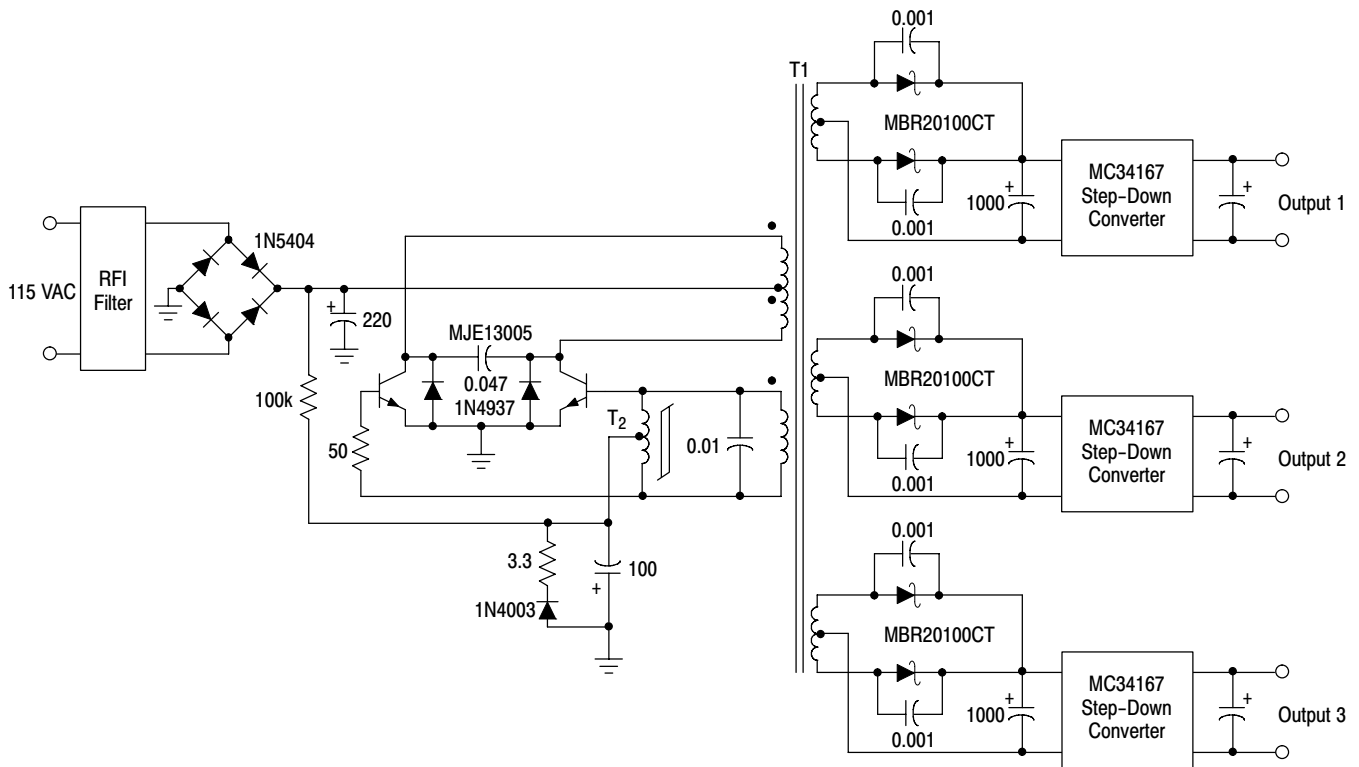 0.001
T1
MBR20100CT
0.001
1000
+
MC34167
Step-Down
Converter
+
Output 1
115 VAC
RFI
Filter
1N5404
+
220
100k
MJE13005
0.047
1N4937
50
T2
0.01
3.3
1N4003
100
+
0.001
MBR20100CT
0.001
1000
+
MC34167
Step-Down
Converter
+
Output 2
0.001
MBR20100CT
0.001
1000
+
MC34167
Step-Down
Converter
+
Output 3